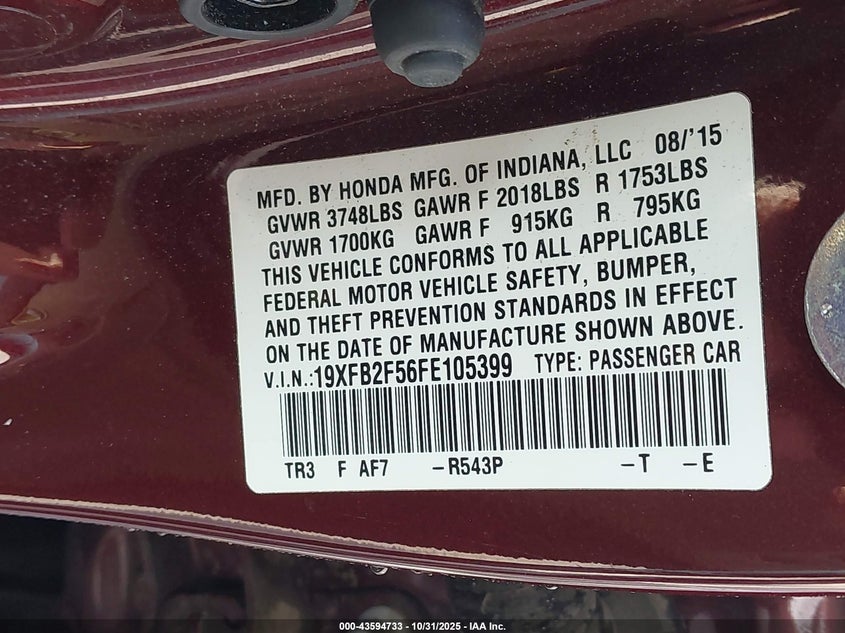 MFD. BY HONDA MFG. OF INDIANA, LLC 08/'15
GVWR 3748LBS GAWR F 2018LBS R 1753LBS
GVWR 1700KG GAWR F 915KG R 795KG
THIS VEHICLE CONFORMS TO ALL APPLICABLE
FEDERAL MOTOR VEHICLE SAFETY, BUMPER,
AND THEFT PREVENTION STANDARDS IN EFFECT
ON THE DATE OF MANUFACTURE SHOWN ABOVE.
V.I.N.:19XFB2F56FE105399 TYPE: PASSENGER CAR
TR3 F AF7 -R543P -T -E
000-43594733 - 10/31/2025 - IAA Inc.